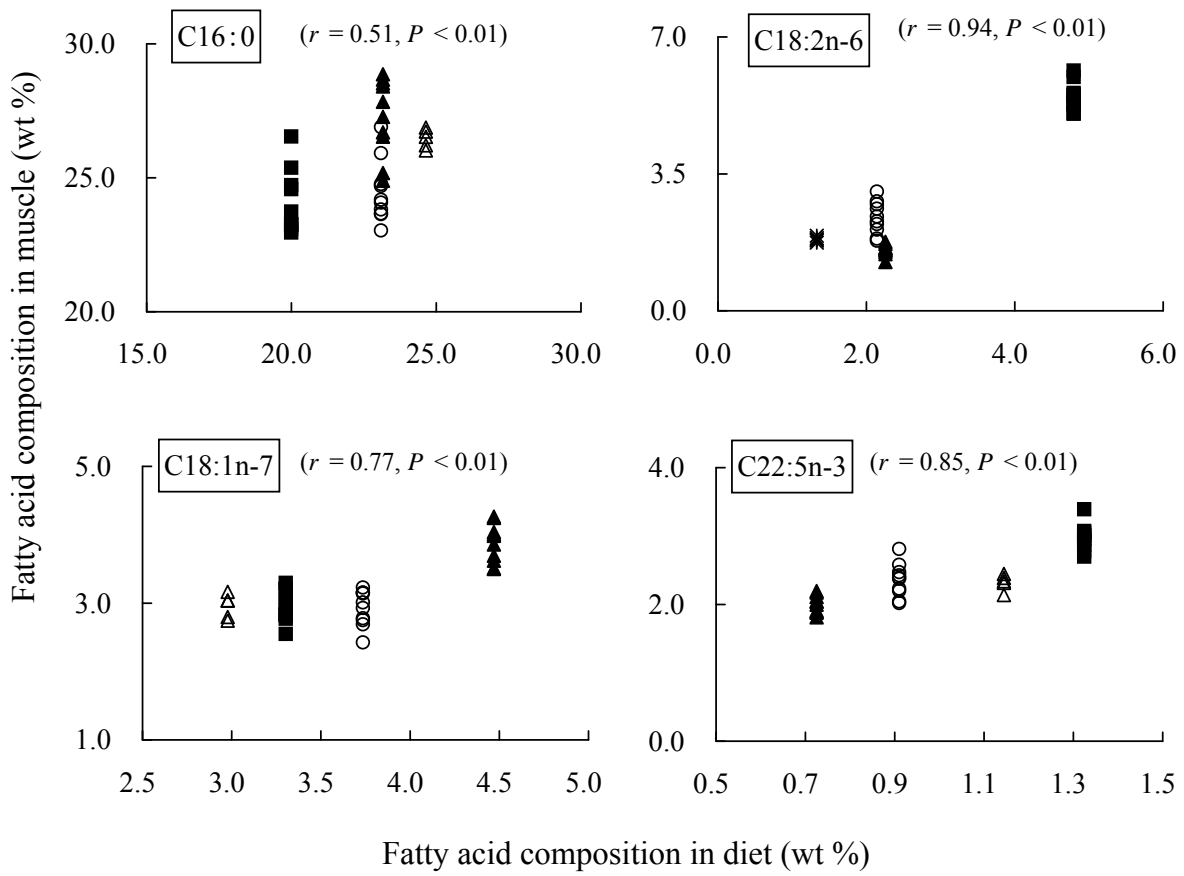 Fatty acid composition in muscle (wt %)
C16:0 (r = 0.51, P < 0.01)
30.0
25.0
20.0
15.0 20.0 25.0 30.0
C18:2n-6 (r = 0.94, P < 0.01)
7.0
3.5
0.0
0.0 2.0 4.0 6.0
C18:1n-7 (r = 0.77, P < 0.01)
5.0
3.0
1.0
2.5 3.0 3.5 4.0 4.5 5.0
C22:5n-3 (r = 0.85, P < 0.01)
4.0
2.0
0.0
0.5 0.7 0.9 1.1 1.3 1.5
Fatty acid composition in diet (wt %)